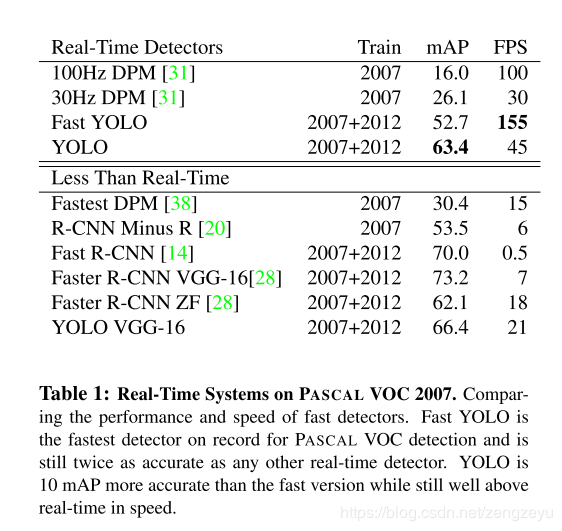 Real-Time Detectors Train mAP FPS
100Hz DPM [31] 2007 16.0 100
30Hz DPM [31] 2007 26.1 30
Fast YOLO 2007+2012 52.7 155
YOLO 2007+2012 63.4 45
Less Than Real-Time
Fastest DPM [38] 2007 30.4 15
R-CNN Minus R [20] 2007 53.5 6
Fast R-CNN [14] 2007+2012 70.0 0.5
Faster R-CNN VGG-16[28] 2007+2012 73.2 7
Faster R-CNN ZF [28] 2007+2012 62.1 18
YOLO VGG-16 2007+2012 66.4 21
Table 1: Real-Time Systems on PASCAL VOC 2007. Compar-
ing the performance and speed of fast detectors. Fast YOLO is
the fastest detector on record for PASCAL VOC detection and is
still twice as accurate as any other real-time detector. YOLO is
10 mAP more accurate than the fast version while still well above
real-time in speed.
https://blog.csdn.net/zengzeyu